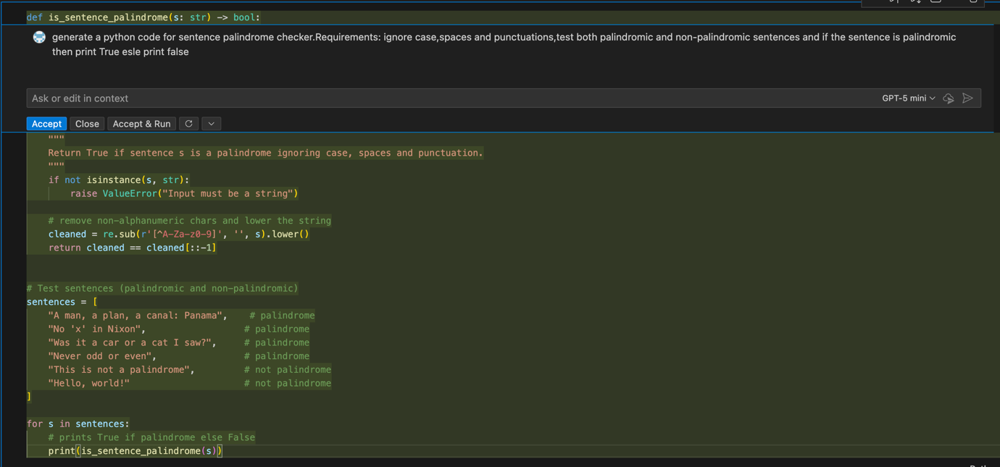 def is_sentence_palindrome(s: str) -> bool:
generate a python code for sentence palindrome checker.Requirements: ignore case,spaces and punctuations,test both palindromic and non-palindromic sentences and if the sentence is palindromic
then print True esle print false
Ask or edit in context
GPT-5 mini
Accept Close Accept & Run
"""
Return True if sentence s is a palindrome ignoring case, spaces and punctuation.
"""
if not isinstance(s, str):
raise ValueError("Input must be a string")
# remove non-alphanumeric chars and lower the string
cleaned = re.sub(r'[^A-Za-z0-9]', '', s).lower()
return cleaned == cleaned[::-1]
# Test sentences (palindromic and non-palindromic)
sentences = [
"A man, a plan, a canal: Panama", # palindrome
"No 'x' in Nixon", # palindrome
"Was it a car or a cat I saw?", # palindrome
"Never odd or even", # palindrome
"This is not a palindrome", # not palindrome
"Hello, world!" # not palindrome
]
for s in sentences:
# prints True if palindrome else False
print(is_sentence_palindrome(s))